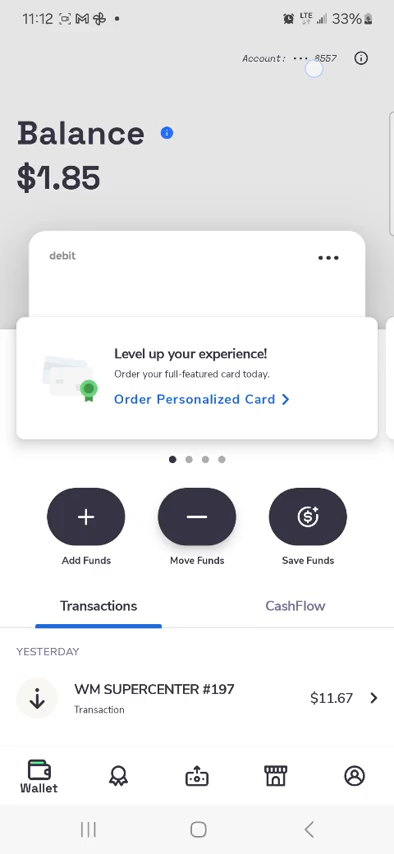 11:12 LTE 33%
Account: ••• 8557
Balance
$1.85
debit
Level up your experience!
Order your full-featured card today.
Order Personalized Card
Add Funds Move Funds Save Funds
Transactions CashFlow
YESTERDAY
WM SUPERCENTER #197
$11.67
Transaction
Wallet